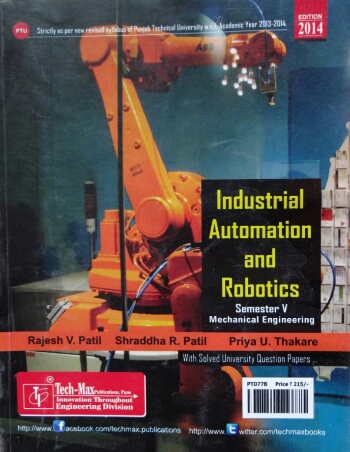 PTU
Strictly as per new revised syllabus of Punjab Technical University w.e.f. Academic Year 2013-2014.
EDITION
2014
ABB
Industrial
Automation
and
Robotics
Semester V
Mechanical Engineering
Rajesh V. Patil Shraddha R. Patil Priya U. Thakare
With Solved University Question Papers ...
Tech-Max Publications, Pune
Innovation Throughout
Engineering Division
PTO77B Price ₹ 215/-
http://www.facebook.com/techmax.publications http://www.twitter.com/techmaxbooks